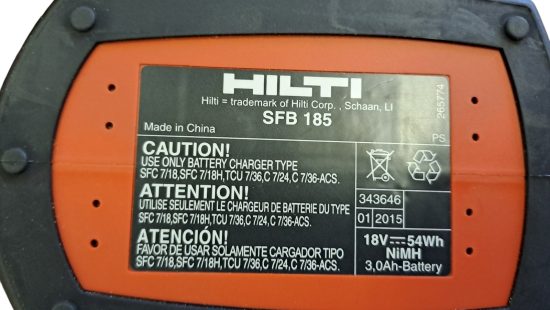 HILTI
Hilti = trademark of Hilti Corp. , Schaan, LI
SFB 185
265774
Made in China
PS
CAUTION!
USE ONLY BATTERY CHARGER TYPE
SFC 7/18,SFC 7/18H,TCU 7/36,C 7/24,C 7/36-ACS.
ATTENTION!
UTILISE SEULEMENT LE CHARGEUR DE BATTERIE DU TYPE
SFC 7/18,SFC 7/18H,TCU 7/36,C 7/24,C 7/36-ACS.
ATENCIÓN!
FAVOR DE USAR SOLAMENTE CARGADOR TIPO
SFC 7/18,SFC 7/18H,TCU 7/36,C 7/24,C 7/36-ACS.
343646
01 2015
18V⎓54Wh
NiMH
3,0Ah-Battery